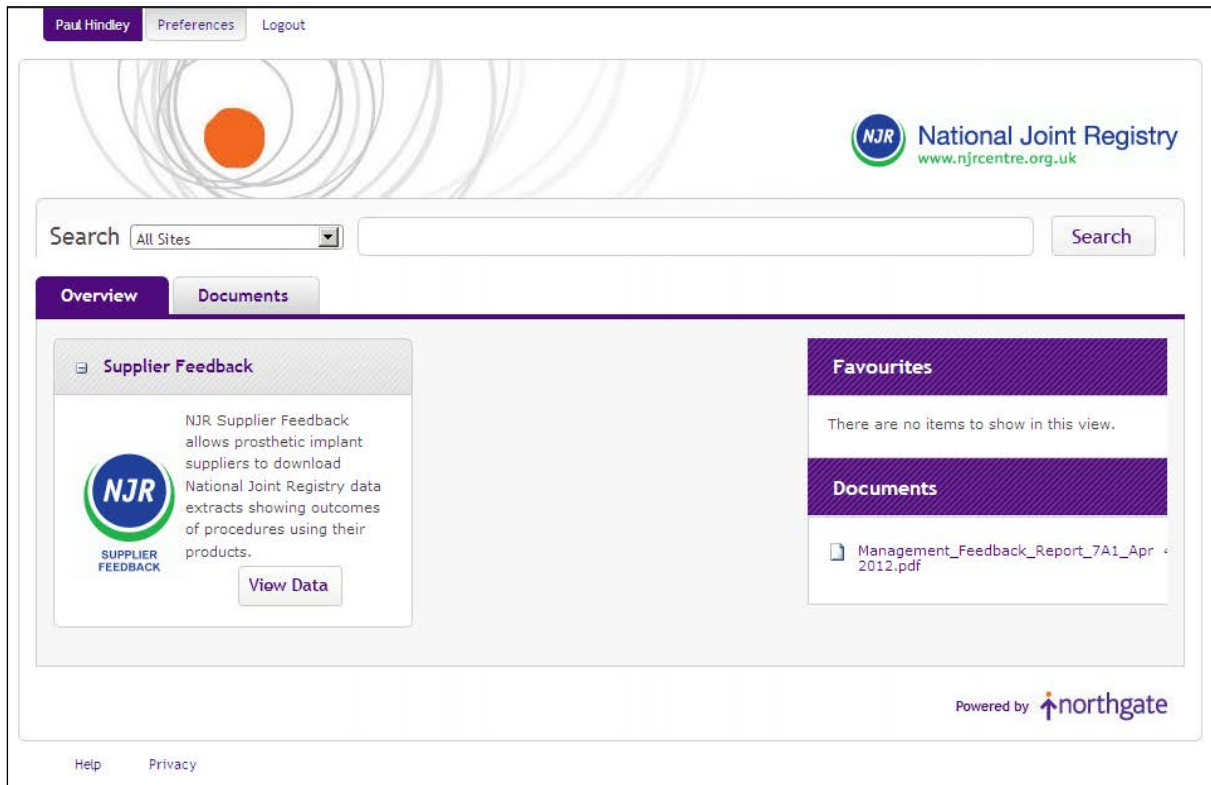 Paul Hindley Preferences Logout
NJR National Joint Registry
www.njrcentre.org.uk
Search All Sites Search
Overview Documents
Supplier Feedback
NJR Supplier Feedback
allows prosthetic implant
suppliers to download
National Joint Registry data
extracts showing outcomes
of procedures using their
products.
NJR
SUPPLIER
FEEDBACK
View Data
Favourites
There are no items to show in this view.
Documents
Management_Feedback_Report_7A1_Apr
2012.pdf
Powered by northgate
Help Privacy